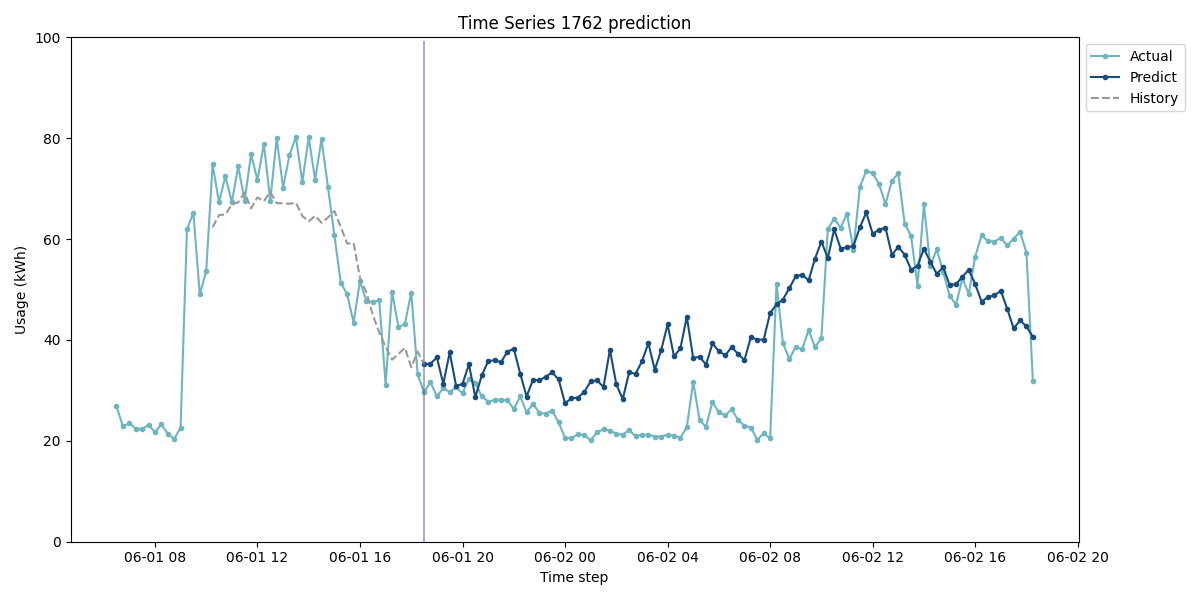 Time Series 1762 prediction
100
80
60
40
20
0
Usage (kWh)
06-01 08
06-01 12
06-01 16
06-01 20
06-02 00
06-02 04
06-02 08
06-02 12
06-02 16
06-02 20
Time step
Actual
Predict
History